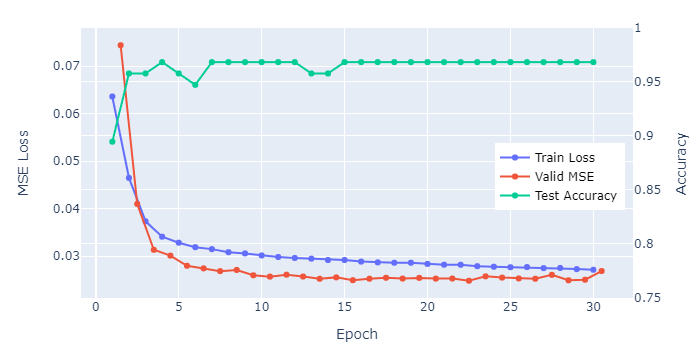 1
0.07
0.95
0.06
0.9
0.05
Train Loss
Valid MSE
Test Accuracy
MSE Loss
Accuracy
0.85
0.04
0.8
0.03
0.75
0 5 10 15 20 25 30
Epoch